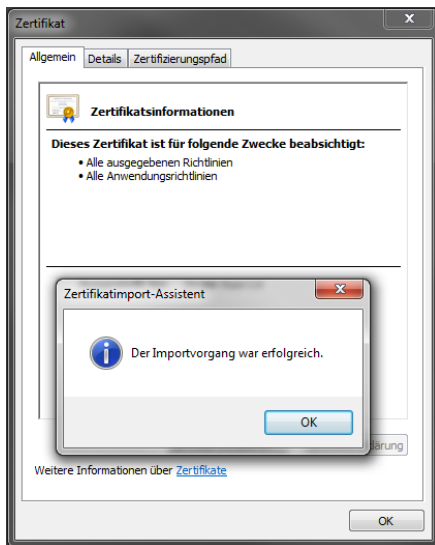 Zertifikat
Allgemein Details Zertifizierungspfad
Zertifikatsinformationen
Dieses Zertifikat ist für folgende Zwecke beabsichtigt:
• Alle ausgegebenen Richtlinien
• Alle Anwendungsrichtlinien
Zertifikatimport-Assistent
Der Importvorgang war erfolgreich.
OK
Weitere Informationen über Zertifikate
OK